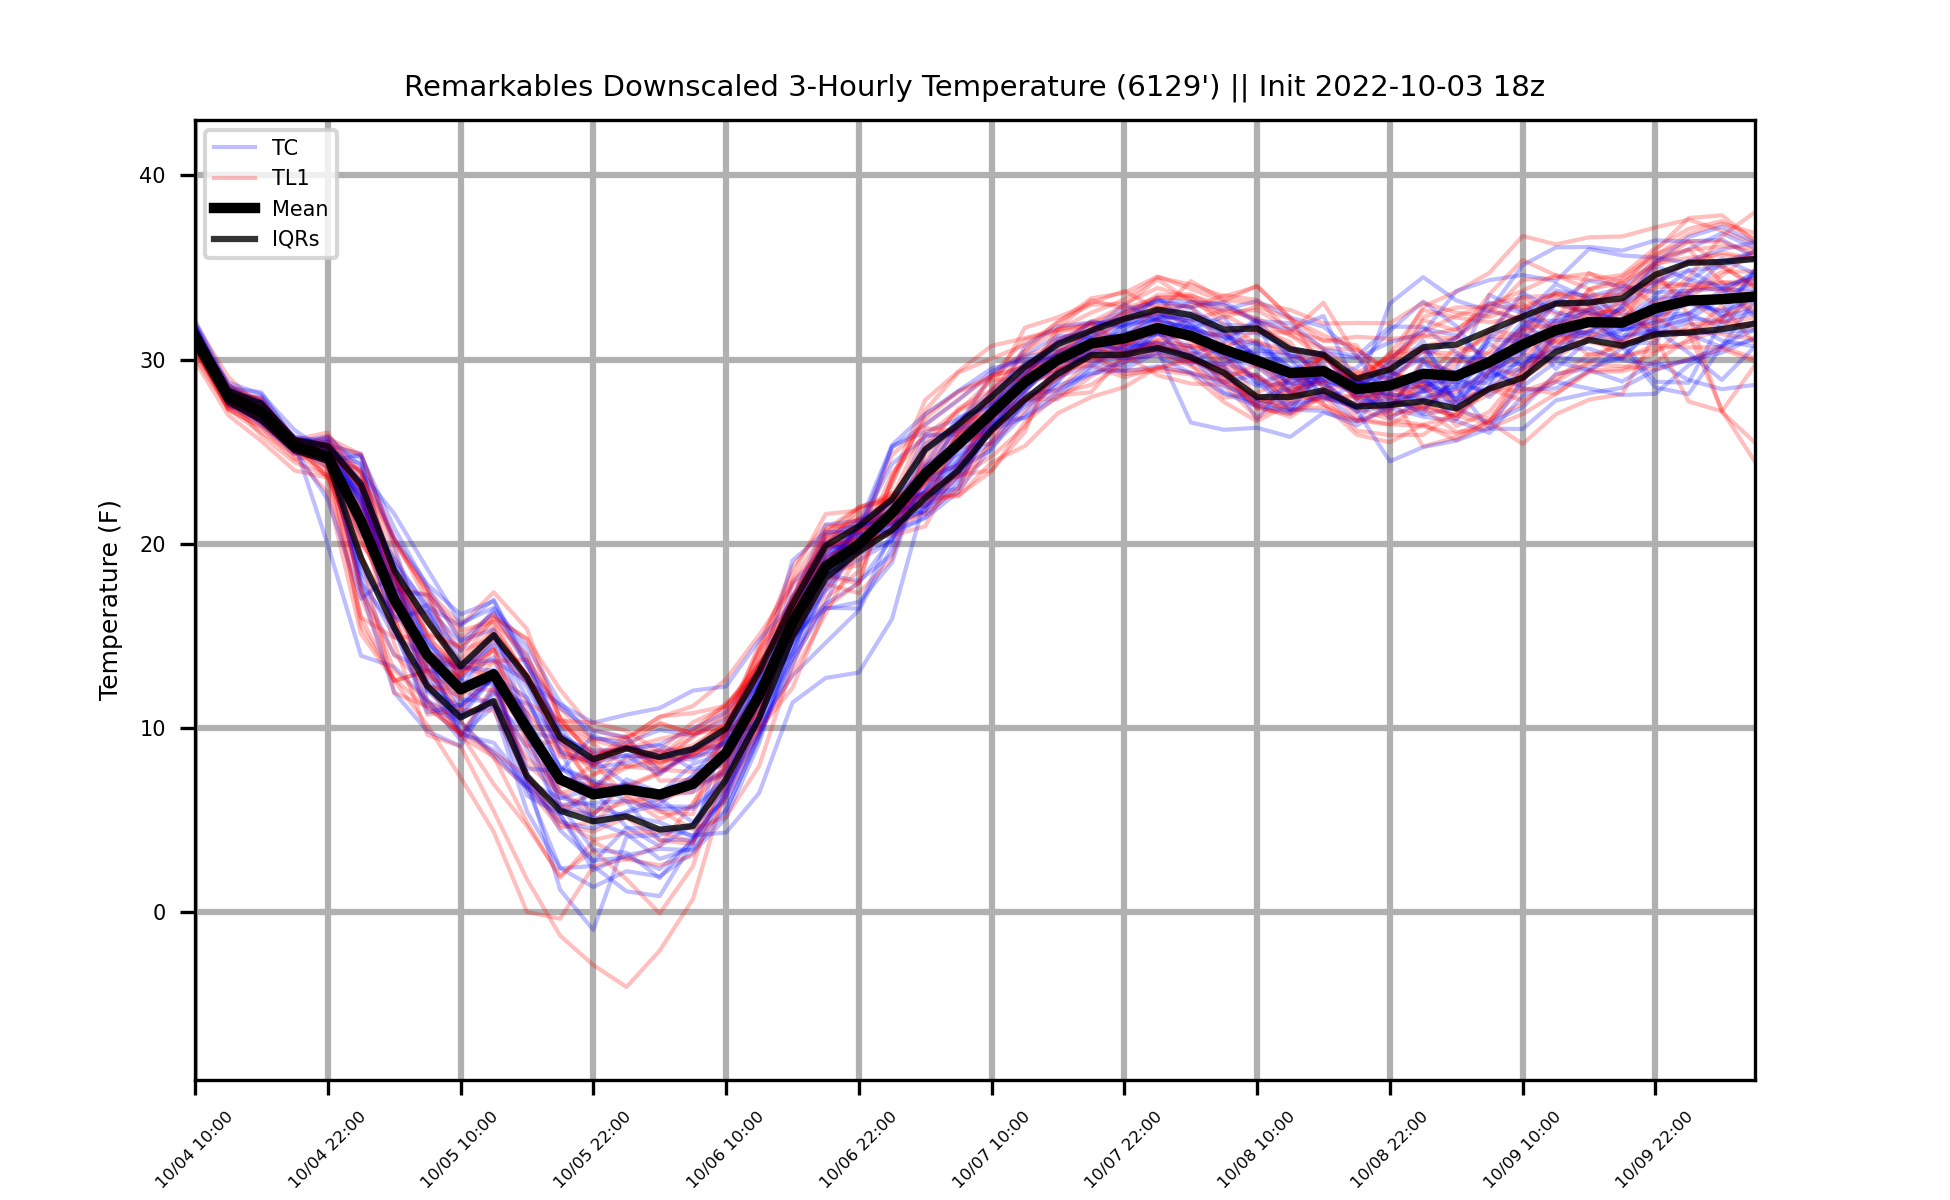 Remarkables Downscaled 3-Hourly Temperature (6129') || Init 2022-10-03 18z
TC
TL1
Mean
IQRs
Temperature (F)
40
30
20
10
0
10/04 10:00
10/04 22:00
10/05 10:00
10/05 22:00
10/06 10:00
10/06 22:00
10/07 10:00
10/07 22:00
10/08 10:00
10/08 22:00
10/09 10:00
10/09 22:00